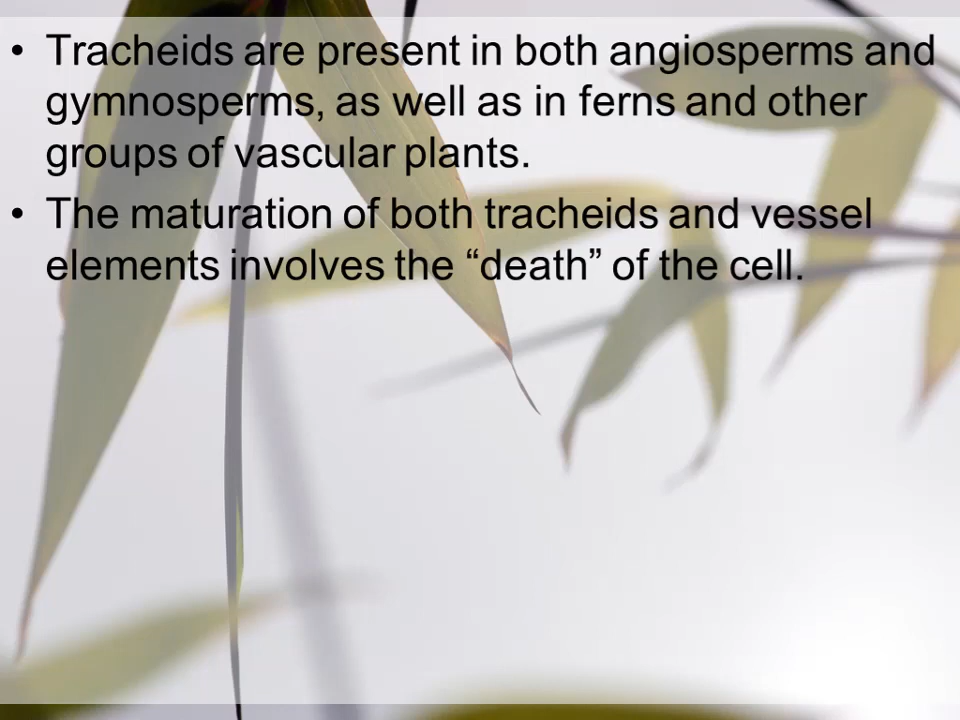 • Tracheids are present in both angiosperms and
gymnosperms, as well as in ferns and other
groups of vascular plants.
• The maturation of both tracheids and vessel
elements involves the “death” of the cell.